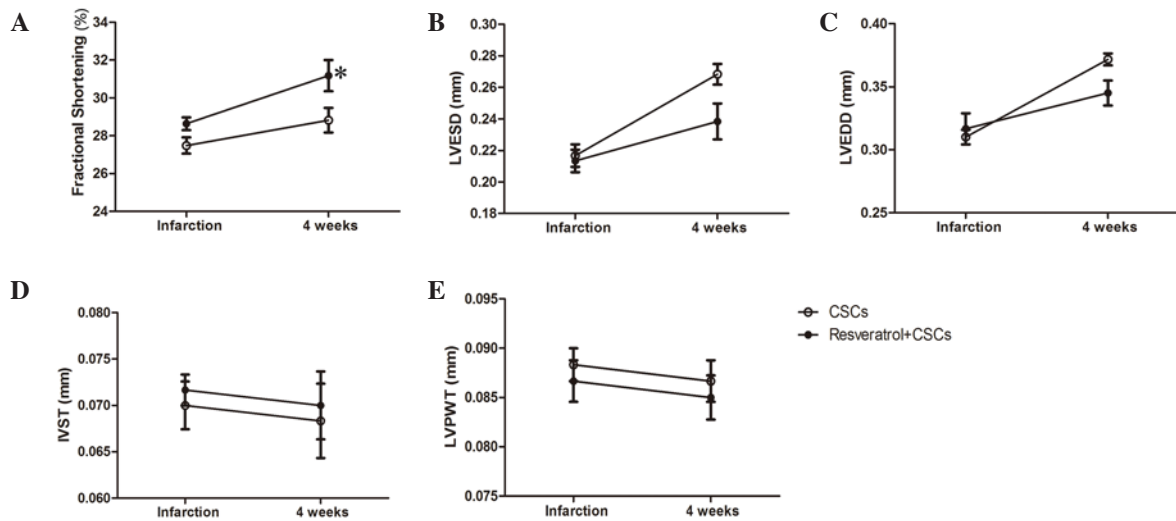 A
Fractional Shortening (%)
34
32
30
28
26
24
Infarction
4 weeks
*
B
LVESD (mm)
0.30
0.26
0.24
0.22
0.20
0.18
Infarction
4 weeks
C
LVEDD (mm)
0.40
0.35
0.30
0.25
Infarction
4 weeks
D
IVST (mm)
0.080
0.075
0.070
0.065
0.060
Infarction
4 weeks
E
LVPWT (mm)
0.095
0.090
0.085
0.080
0.075
Infarction
4 weeks
CSCs
Resveratrol+CSCs